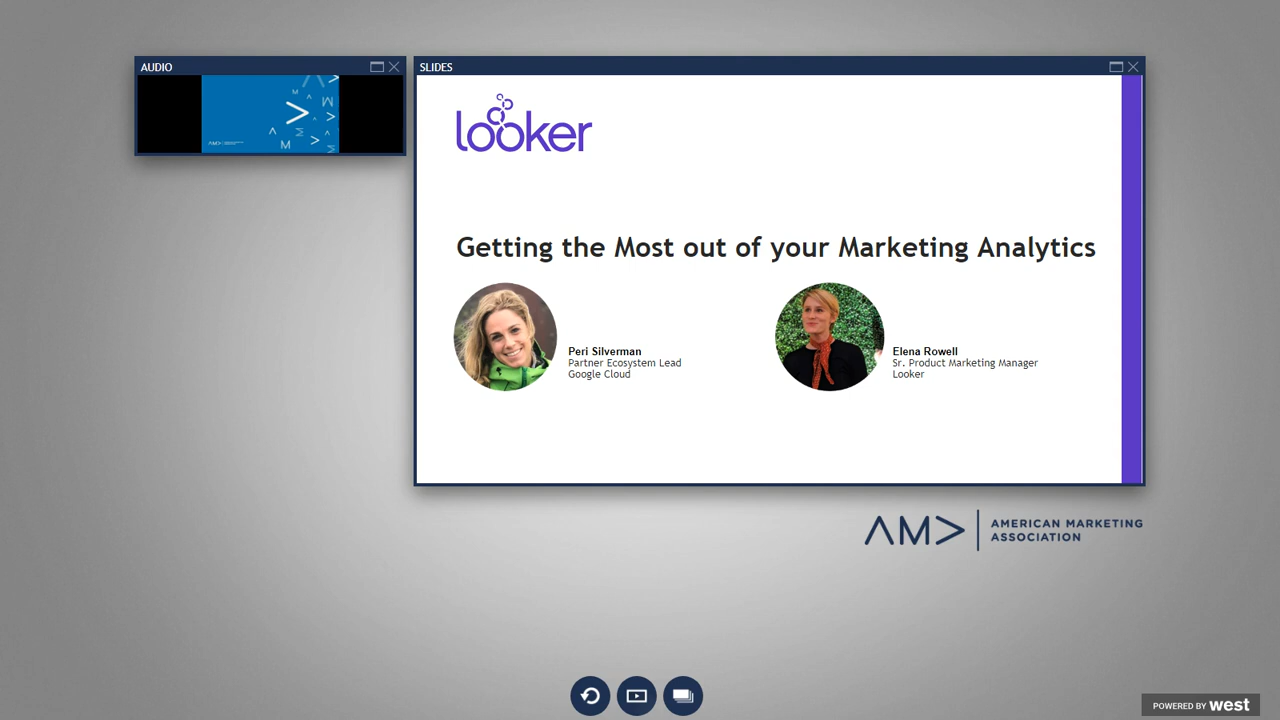 AUDIO
SLIDES
looker
Getting the Most out of your Marketing Analytics
Peri Silverman
Partner Ecosystem Lead
Google Cloud
Elena Rowell
Sr. Product Marketing Manager
Looker
AMA
AMERICAN MARKETING
ASSOCIATION
POWERED BY west